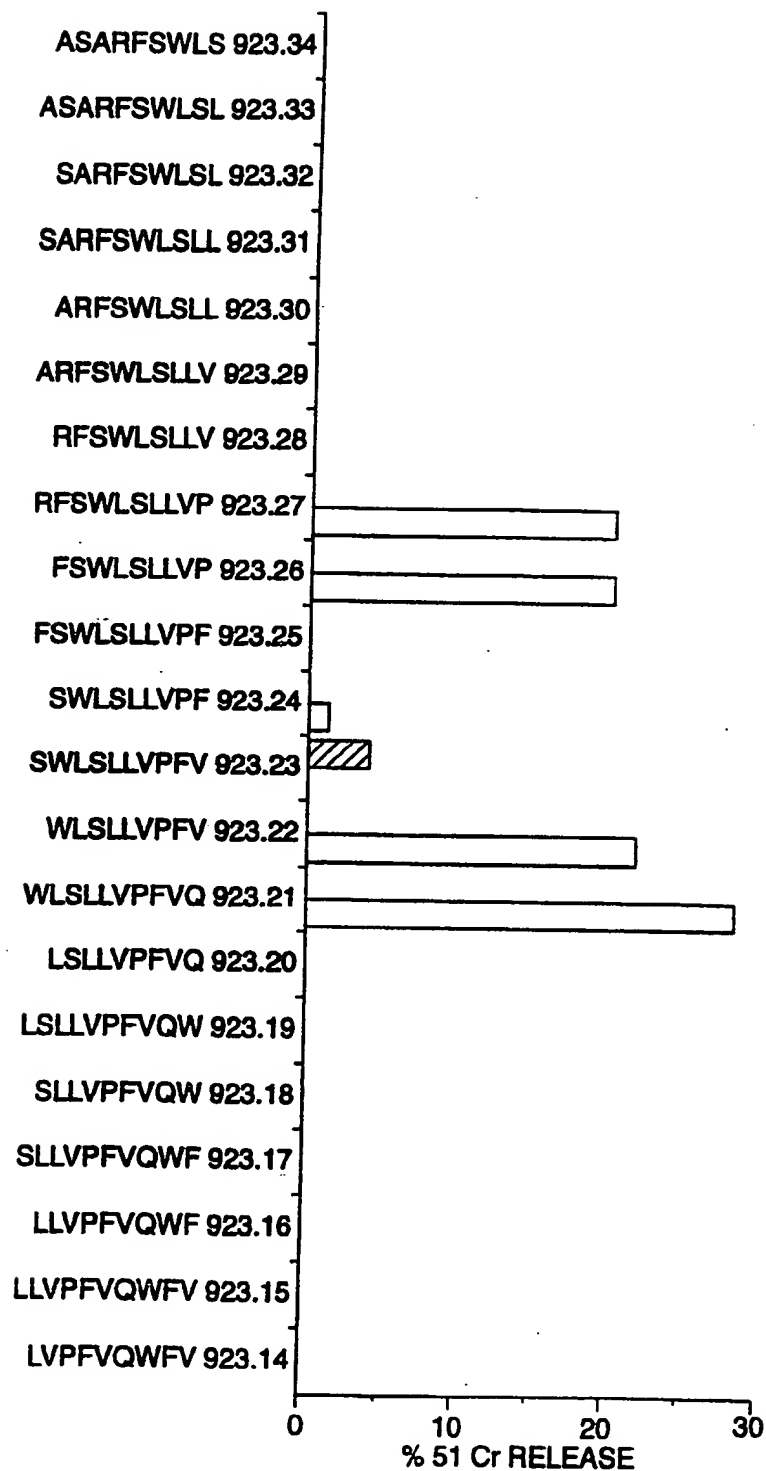 ASARFSWLS 923.34
ASARFSWLSL 923.33
SARFSWLSL 923.32
SARFSWLSLL 923.31
ARFSWLSLL 923.30
ARFSWLSLLV 923.29
RFSWLSLLV 923.28
RFSWLSLLVP 923.27
FSWLSLLVP 923.26
FSWLSLLVPF 923.25
SWLSLLVPF 923.24
SWLSLLVPFV 923.23
WLSLLVPFV 923.22
WLSLLVPFVQ 923.21
LSLLVPFVQ 923.20
LSLLVPFVQW 923.19
SLLVPFVQW 923.18
SLLVPFVQWF 923.17
LLVPFVQWF 923.16
LLVPFVQWFV 923.15
LVPFVQWFV 923.14
0 10 20 30
% 51 Cr RELEASE